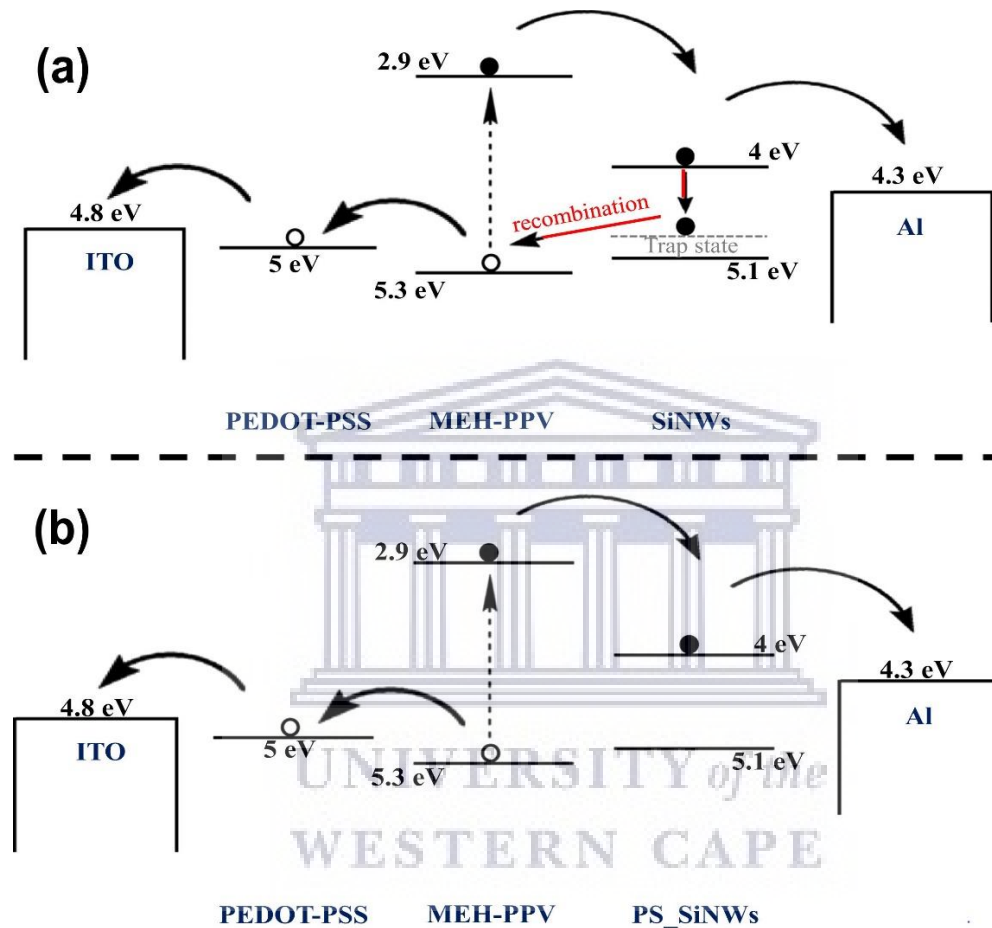 (a)
2.9 eV
4 eV
4.3 eV
4.8 eV
recombination
Al
ITO
5 eV
Trap state
5.1 eV
5.3 eV
PEDOT-PSS MEH-PPV SiNWs
(b)
2.9 eV
4 eV
4.3 eV
4.8 eV
Al
ITO
5 eV
5.1 eV
5.3 eV
UNIVERSITY of the
WESTERN CAPE
PEDOT-PSS MEH-PPV PS_SiNWs